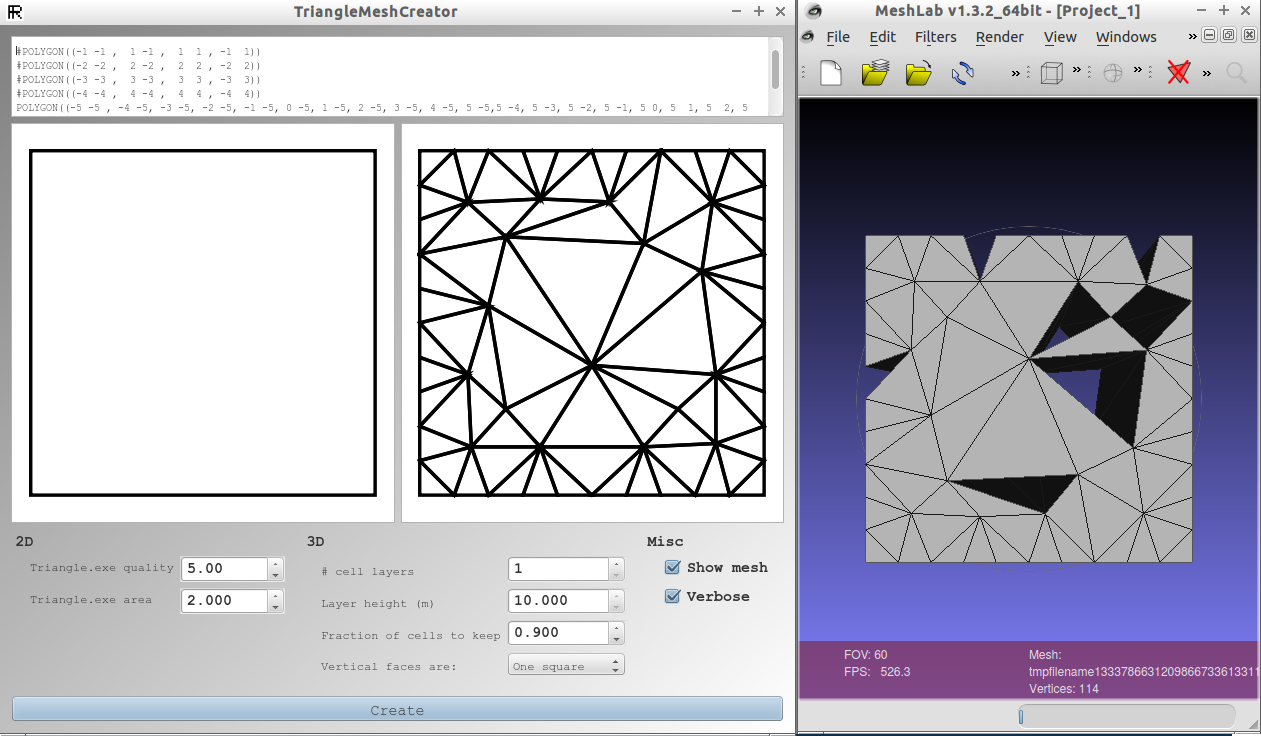 TriangleMeshCreator
#POLYGON((-1 -1 , 1 -1 , 1 1 , -1 1))
#POLYGON((-2 -2 , 2 -2 , 2 2 , -2 2))
#POLYGON((-3 -3 , 3 -3 , 3 3 , -3 3))
#POLYGON((-4 -4 , 4 -4 , 4 4 , -4 4))
POLYGON((-5 -5 , -4 -5, -3 -5, -2 -5, -1 -5, 0 -5, 1 -5, 2 -5, 3 -5, 4 -5, 5 -5,5 -4, 5 -3, 5 -2, 5 -1, 5 0, 5 1, 5 2, 5
2D
Triangle.exe quality 5.00
Triangle.exe area 2.000
3D
# cell layers 1
Layer height (m) 10.000
Fraction of cells to keep 0.900
Vertical faces are: One square
Misc
Show mesh
Verbose
Create
MeshLab v1.3.2_64bit - [Project_1]
File Edit Filters Render View Windows »
» » » »
FOV: 60
FPS: 526.3
Mesh:
tmpfilename1333786631209866733613311
Vertices: 114